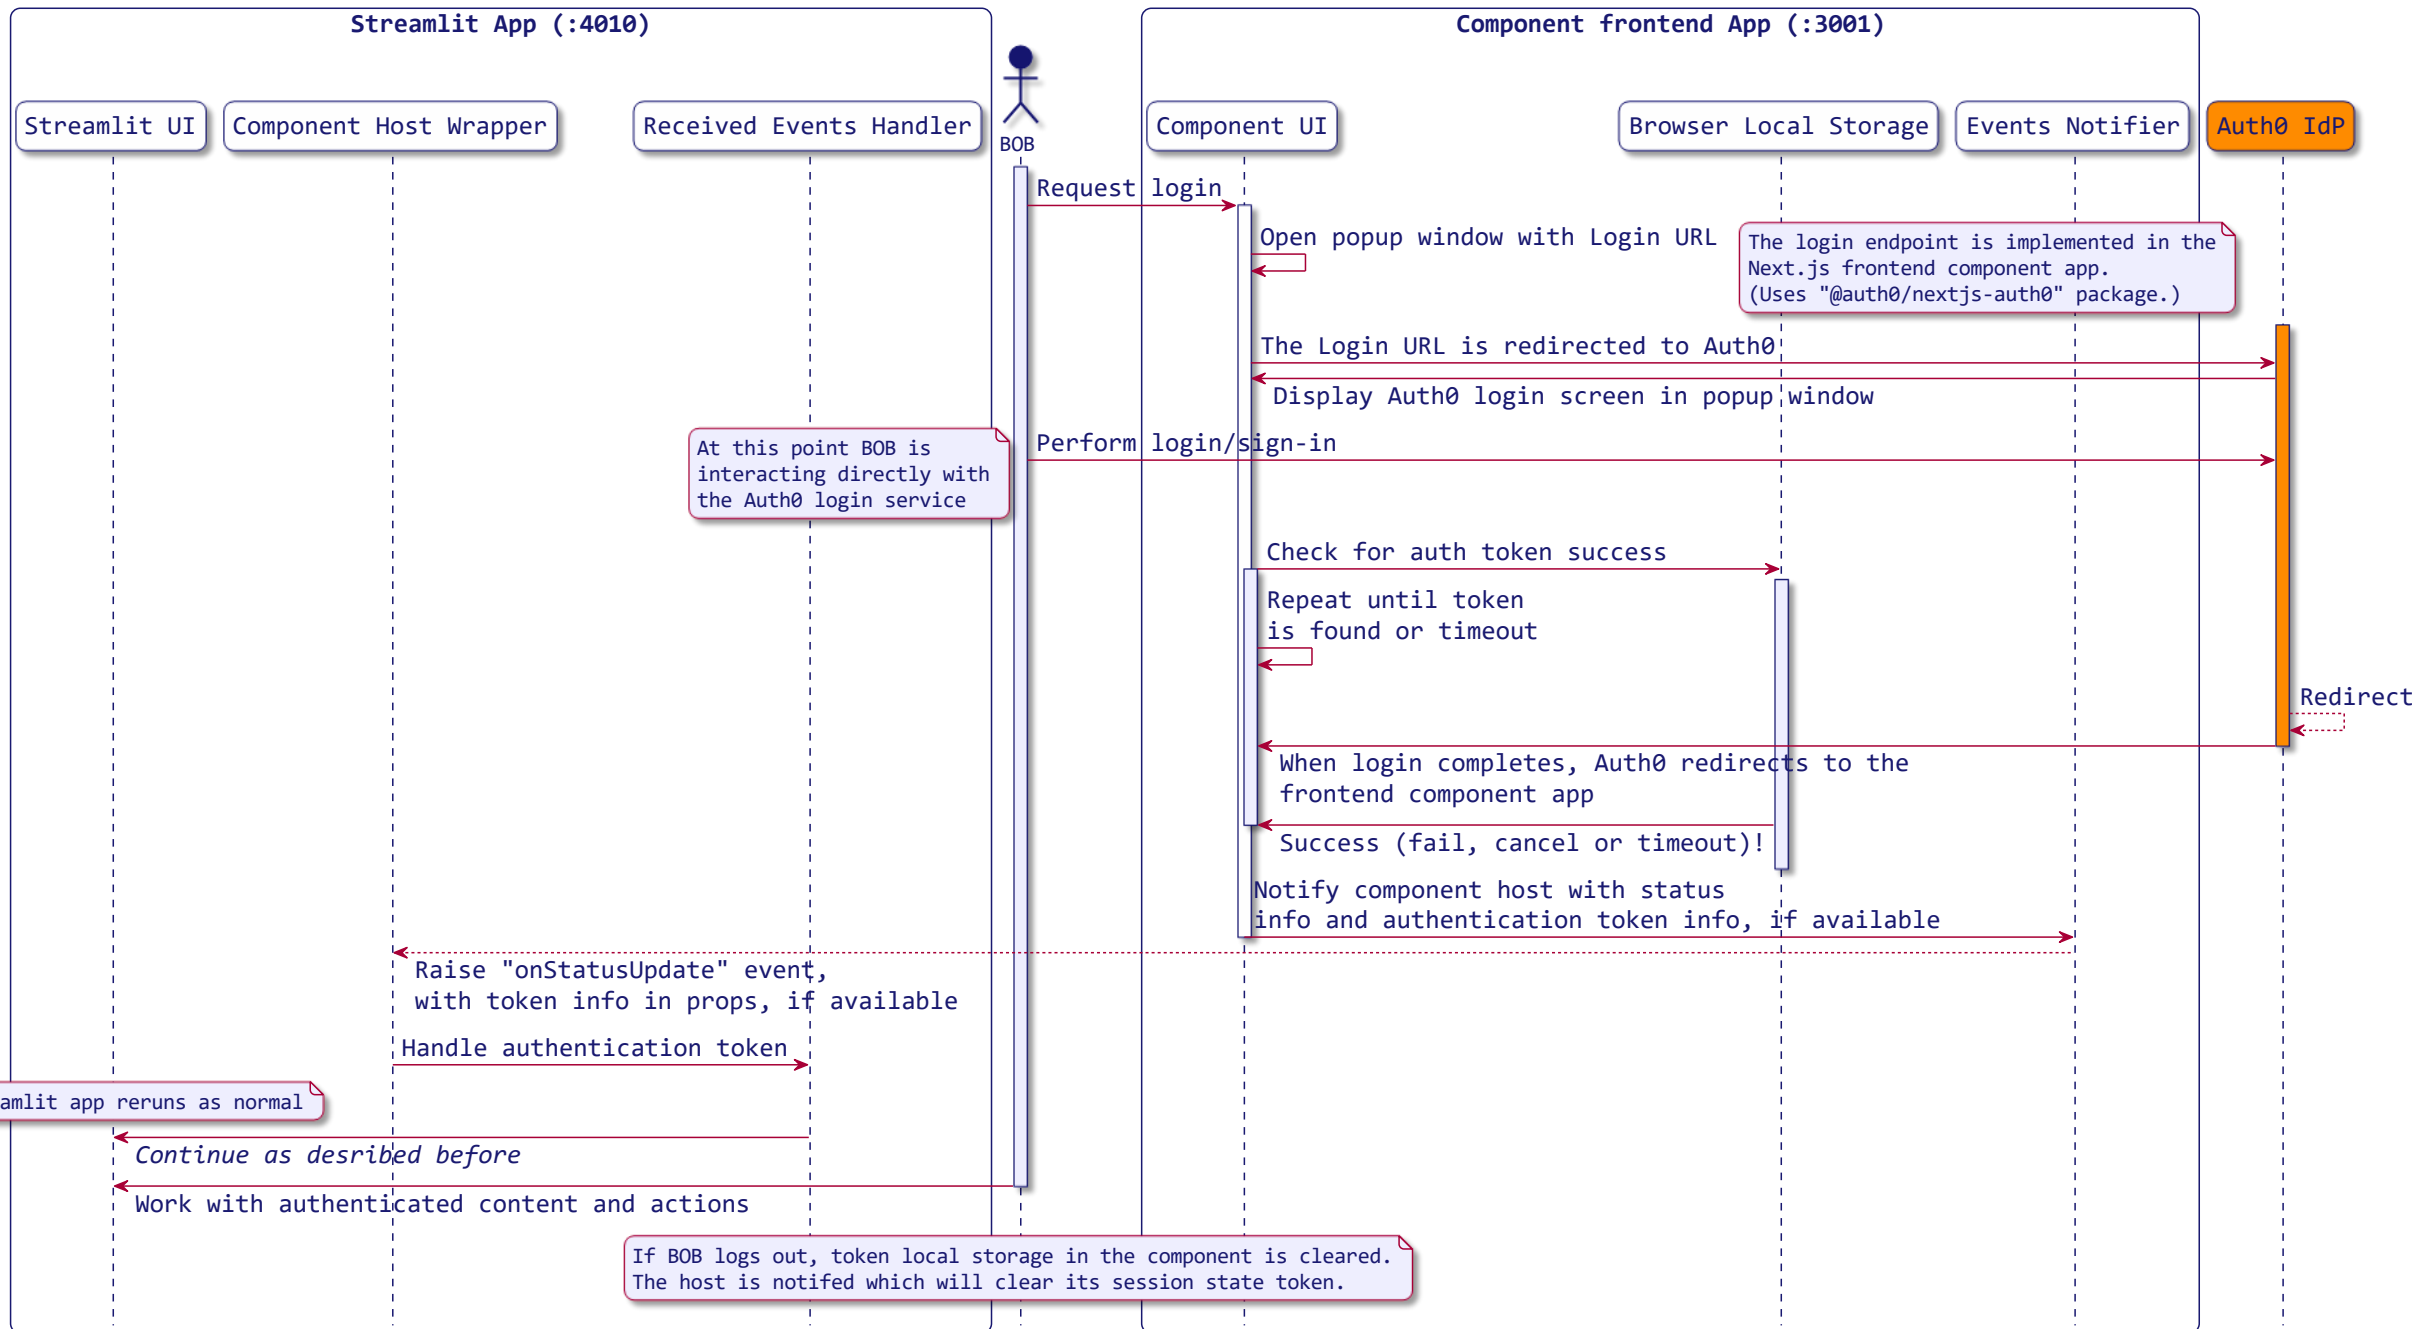 Streamlit App (:4010)
Component frontend App (:3001)
Streamlit UI
Component Host Wrapper
Received Events Handler
BOB
Component UI
Browser Local Storage
Events Notifier
Auth0 IdP
Request login
Open popup window with Login URL
The login endpoint is implemented in the
Next.js frontend component app.
(Uses "@auth0/nextjs-auth0" package.)
The Login URL is redirected to Auth0
Display Auth0 login screen in popup window
At this point BOB is
interacting directly with
the Auth0 login service
Perform login/sign-in
Check for auth token success
Repeat until token
is found or timeout
Redirect
When login completes, Auth0 redirects to the
frontend component app
Success (fail, cancel or timeout)!
Notify component host with status
info and authentication token info, if available
Raise "onStatusUpdate" event,
with token info in props, if available
Handle authentication token
amlit app reruns as normal
Continue as desribed before
Work with authenticated content and actions
If BOB logs out, token local storage in the component is cleared.
The host is notifed which will clear its session state token.